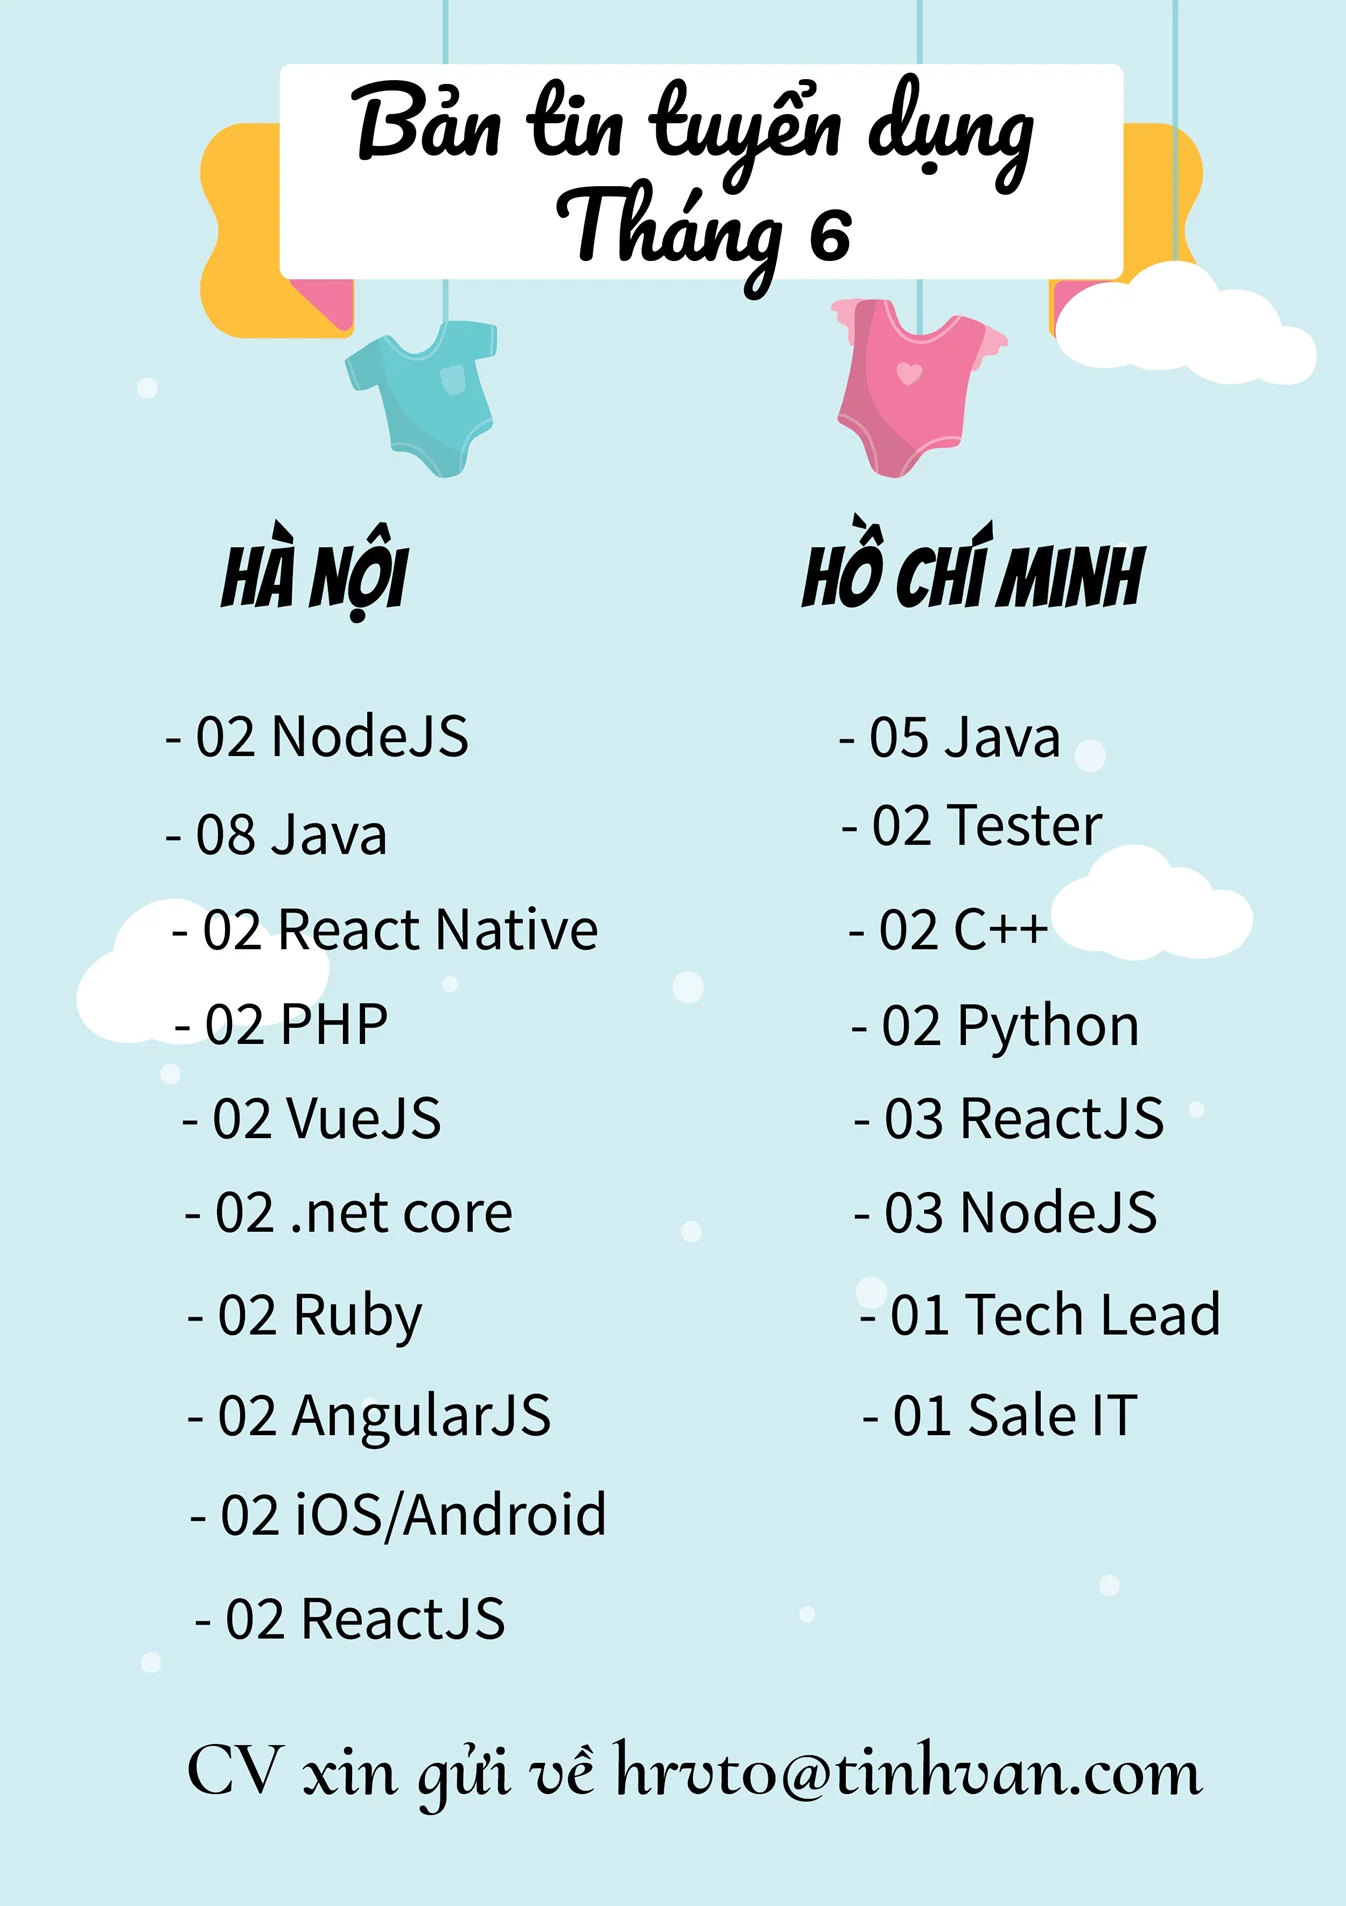 Bản tin tuyển dụng
Tháng 6
HÀ NỘI
- 02 NodeJS
- 08 Java
- 02 React Native
- 02 PHP
- 02 VueJS
- 02 .net core
- 02 Ruby
- 02 AngularJS
- 02 iOS/Android
- 02 ReactJS
HỒ CHÍ MINH
- 05 Java
- 02 Tester
- 02 C++
- 02 Python
- 03 ReactJS
- 03 NodeJS
- 01 Tech Lead
- 01 Sale IT
CV xin gửi về hrvto@tinhvan.com